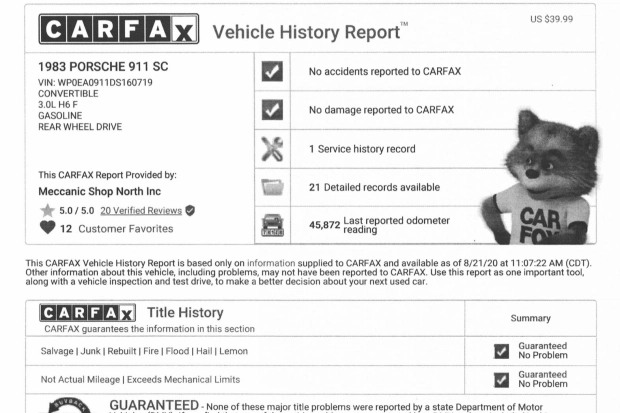 CARFAX Vehicle History Report™
US $39.99
1983 PORSCHE 911 SC
VIN: WP0EA0911DS160719
CONVERTIBLE
3.0L H6 F
GASOLINE
REAR WHEEL DRIVE
This CARFAX Report Provided by:
Meccanic Shop North Inc
5.0 / 5.0 20 Verified Reviews
12 Customer Favorites
No accidents reported to CARFAX
No damage reported to CARFAX
1 Service history record
21 Detailed records available
45,872 Last reported odometer
reading
CAR
FOX
This CARFAX Vehicle History Report is based only on information supplied to CARFAX and available as of 8/21/20 at 11:07:22 AM (CDT).
Other information about this vehicle, including problems, may not have been reported to CARFAX. Use this report as one important tool,
along with a vehicle inspection and test drive, to make a better decision about your next used car.
CARFAX Title History
CARFAX guarantees the information in this section
Summary
Salvage | Junk | Rebuilt | Fire | Flood | Hail | Lemon
Guaranteed
No Problem
Not Actual Mileage | Exceeds Mechanical Limits
Guaranteed
No Problem
BUYBACK
GUARANTEED - None of these major title problems were reported by a state Department of Motor